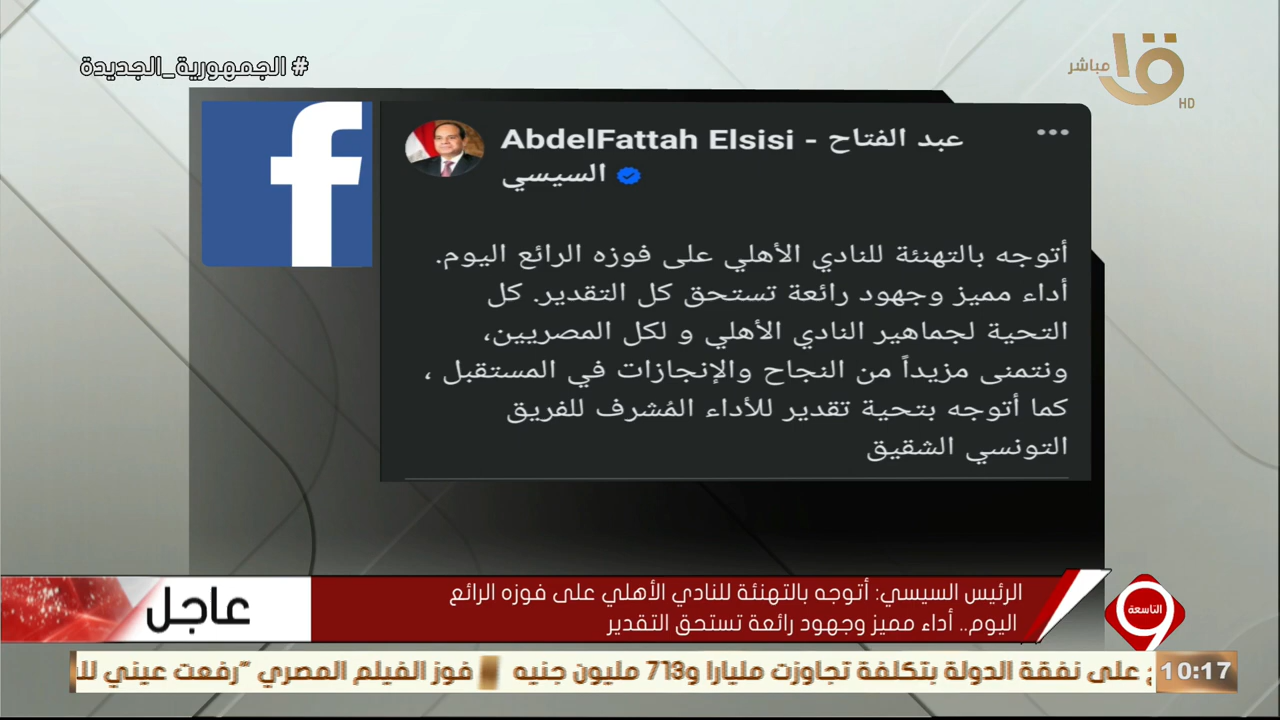 # الجمهورية_الجديدة
مباشر
HD
AbdelFattah Elsisi - عبد الفتاح
السيسي
أتوجه بالتهنئة للنادي الأهلي على فوزه الرائع اليوم.
أداء مميز وجهود رائعة تستحق كل التقدير. كل
التحية لجماهير النادي الأهلي و لكل المصريين،
ونتمنى مزيداً من النجاح والإنجازات في المستقبل ،
كما أتوجه بتحية تقدير للأداء المُشرف للفريق
التونسي الشقيق
عاجل
الرئيس السيسي: أتوجه بالتهنئة للنادي الأهلي على فوزه الرائع
اليوم.. أداء مميز وجهود رائعة تستحق التقدير
التاسعة
9
10:17
على نفقة الدولة بتكلفة تجاوزت مليارا و713 مليون جنيه فوز الفيلم المصري "رفعت عيني